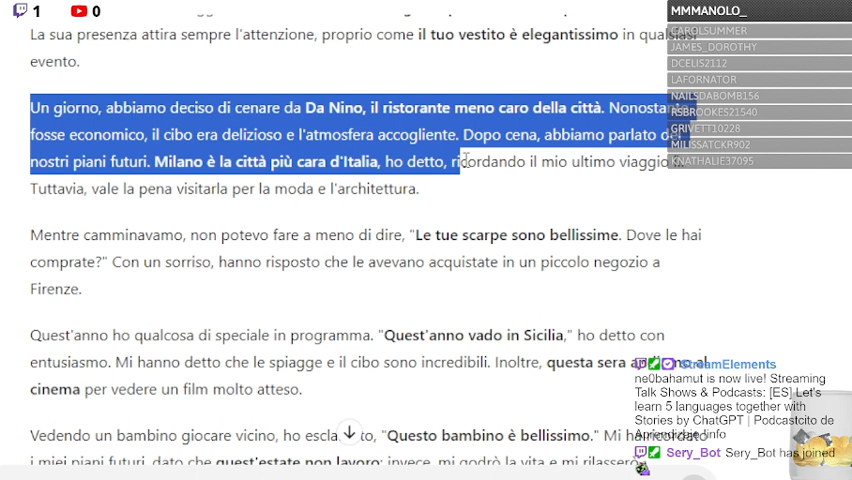 1
0
La sua presenza attira sempre l'attenzione, proprio come il tuo vestito è elegantissimo in qualsiasi
evento.
Un giorno, abbiamo deciso di cenare da Da Nino, il ristorante meno caro della città. Nonostante
fosse economico, il cibo era delizioso e l'atmosfera accogliente. Dopo cena, abbiamo parlato dei
nostri piani futuri. Milano è la città più cara d'Italia, ho detto, ricordando il mio ultimo viaggio
Tuttavia, vale la pena visitarla per la moda e l'architettura.
Mentre camminavamo, non potevo fare a meno di dire, "Le tue scarpe sono bellissime. Dove le hai
comprate?" Con un sorriso, hanno risposto che le avevano acquistate in un piccolo negozio a
Firenze.
Quest'anno ho qualcosa di speciale in programma. "Quest'anno vado in Sicilia," ho detto con
entusiasmo. Mi hanno detto che le spiagge e il cibo sono incredibili. Inoltre, questa sera al
cinema per vedere un film molto atteso.
Vedendo un bambino giocare vicino, ho "Questo bambino è bellissimo." Mi
i miei piani futuri, dato che quest'estate non lavoro; invece, mi godrò la vita e mi
MMMANOLO_
CAROLSUMMER
JAMES_DOROTHY
DCELIS2112
LAFORNATOR
NAILSDABOMB156
RSBROOKES21540
GRIVETT10228
MILISSATCKR902
KNATHALIE37095
StreamElements
ne0bahamut is now live! Streaming
Talk Shows & Podcasts: [ES] Let's
learn 5 languages together with
Stories by ChatGPT | Podcastcito de
Aprendizaje !info
Sery_Bot Sery_Bot has joined